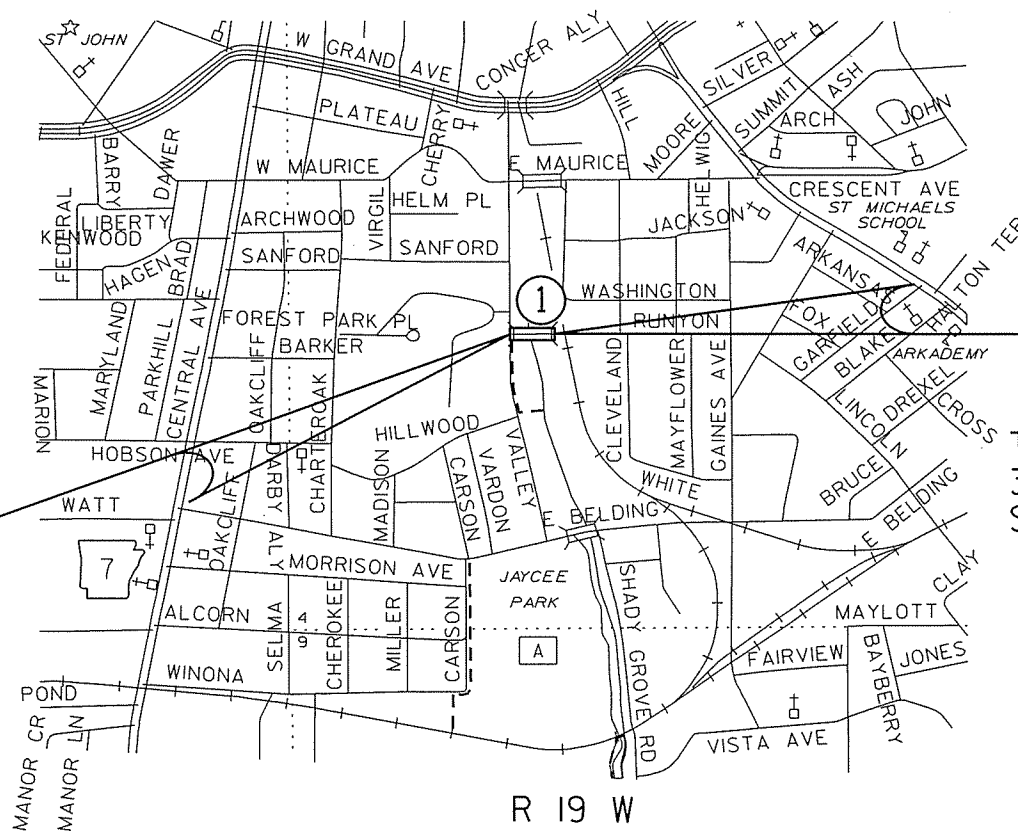 ST JOHN
W GRAND AVE
CONGER ALY
PLATEAU
CHERRY
HILL
MOORE
SILVER
SUMMIT
ASH
ARCH
JOHN
BARRY
DAWER
W MAURICE
E MAURICE
HELWIG
CRESCENT AVE
ST MICHAELS
SCHOOL
FEDERAL
LIBERTY
KENWOOD
HAGEN
BRAD
ARCHWOOD
SANFORD
VIRGIL
HELM PL
SANFORD
JACKSON
ARKANSAS
HALTON TER
1
WASHINGTON
RUNYON
FOX
GARFIELD
BLAKE
ARKADEMY
MARYLAND
PARKHILL
CENTRAL AVE
FOREST PARK PL
BARKER
OAKCLIFF
CHARTEROAK
MARION
CLEVELAND
MAYFLOWER
GAINES AVE
LINCOLN
DREXEL
CROSS
HOBSON AVE
HILLWOOD
VALLEY
CARSON
VARDON
MADISON
DARBY ALY
OAKCLIFF
WATT
WHITE
BRUCE
E BELDING
E BELDING
7
MORRISON AVE
JAYCEE
PARK
SHADY GROVE RD
CLAY
ALCORN
SELMA
4
9
CHEROKEE
MILLER
CARSON
A
MAYLOTT
FAIRVIEW
BAYBERRY
JONES
WINONA
POND
VISTA AVE
MANOR CR
MANOR LN
R 19 W